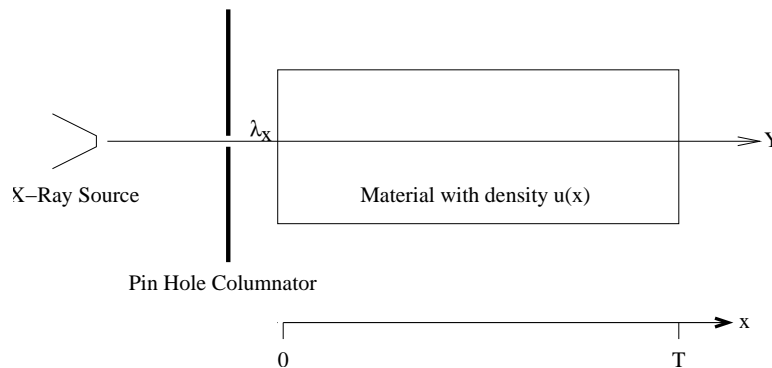 λx
Y
X−Ray Source
Material with density u(x)
Pin Hole Columnator
x
0
T